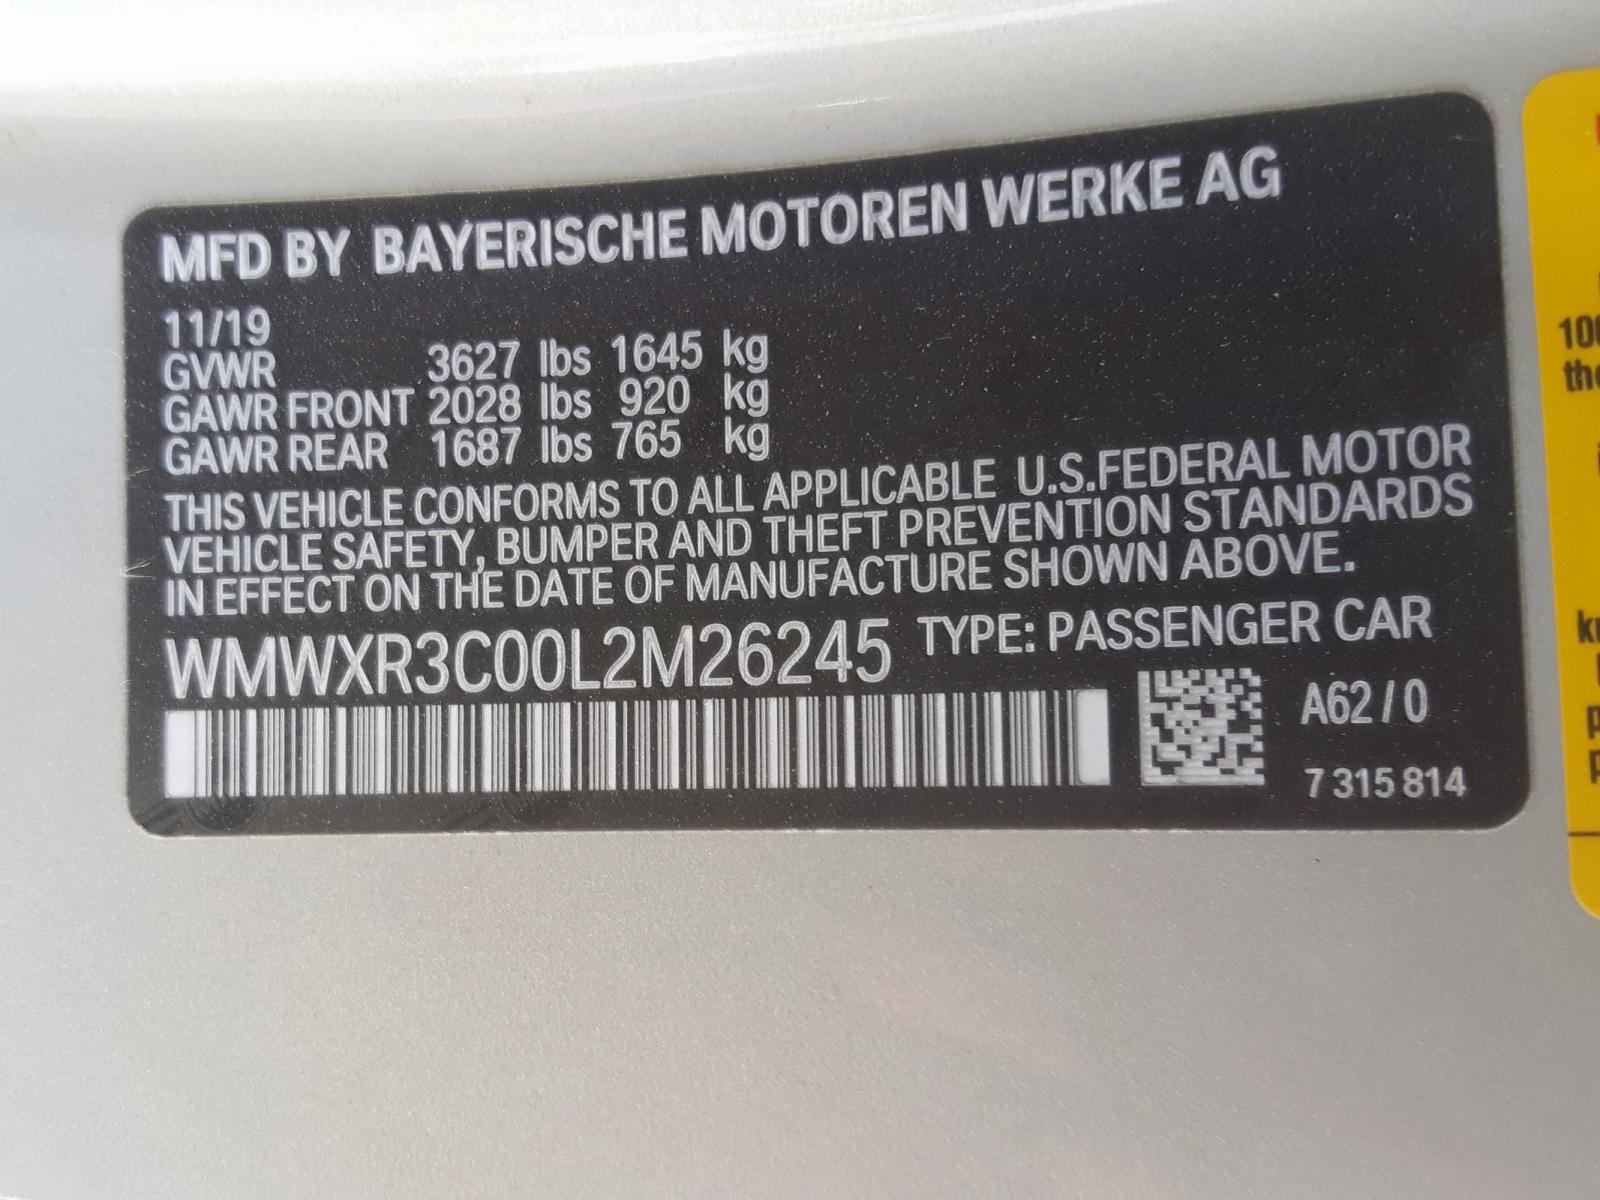 MFD BY BAYERISCHE MOTOREN WERKE AG
11/19
GVWR 3627 lbs 1645 kg
GAWR FRONT 2028 lbs 920 kg
GAWR REAR 1687 lbs 765 kg
THIS VEHICLE CONFORMS TO ALL APPLICABLE U.S.FEDERAL MOTOR
VEHICLE SAFETY, BUMPER AND THEFT PREVENTION STANDARDS
IN EFFECT ON THE DATE OF MANUFACTURE SHOWN ABOVE.
WMWXR3C00L2M26245 TYPE: PASSENGER CAR
A62 / 0
7 315 814